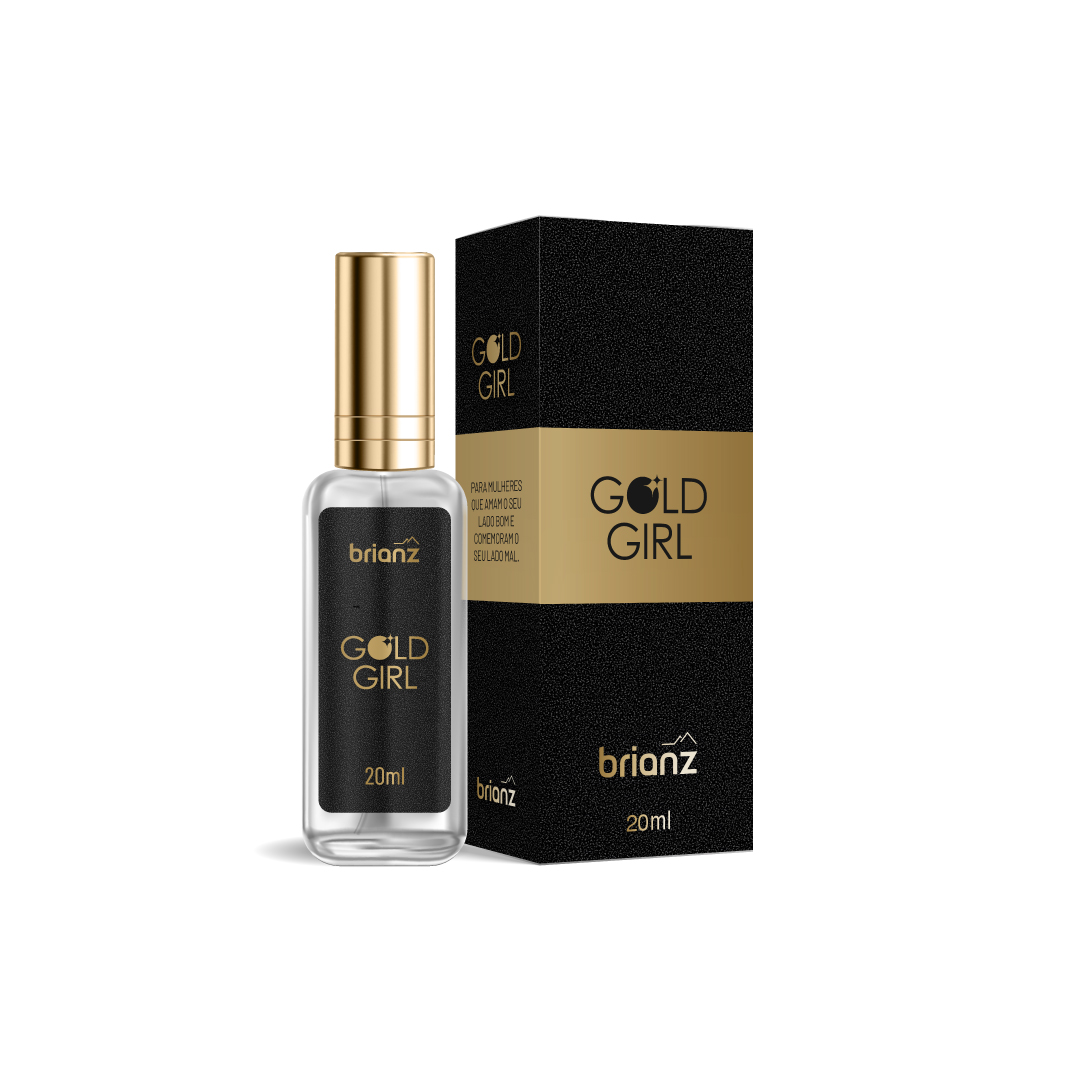 brianz
GOLD
GIRL
20ml
GOLD
GIRL
PARA MULHERES
QUE AMAM O SEU
LADO BOM E
COMEMORAM O
SEU LADO MAL.
brianz
GOLD
GIRL
brianz
20ml